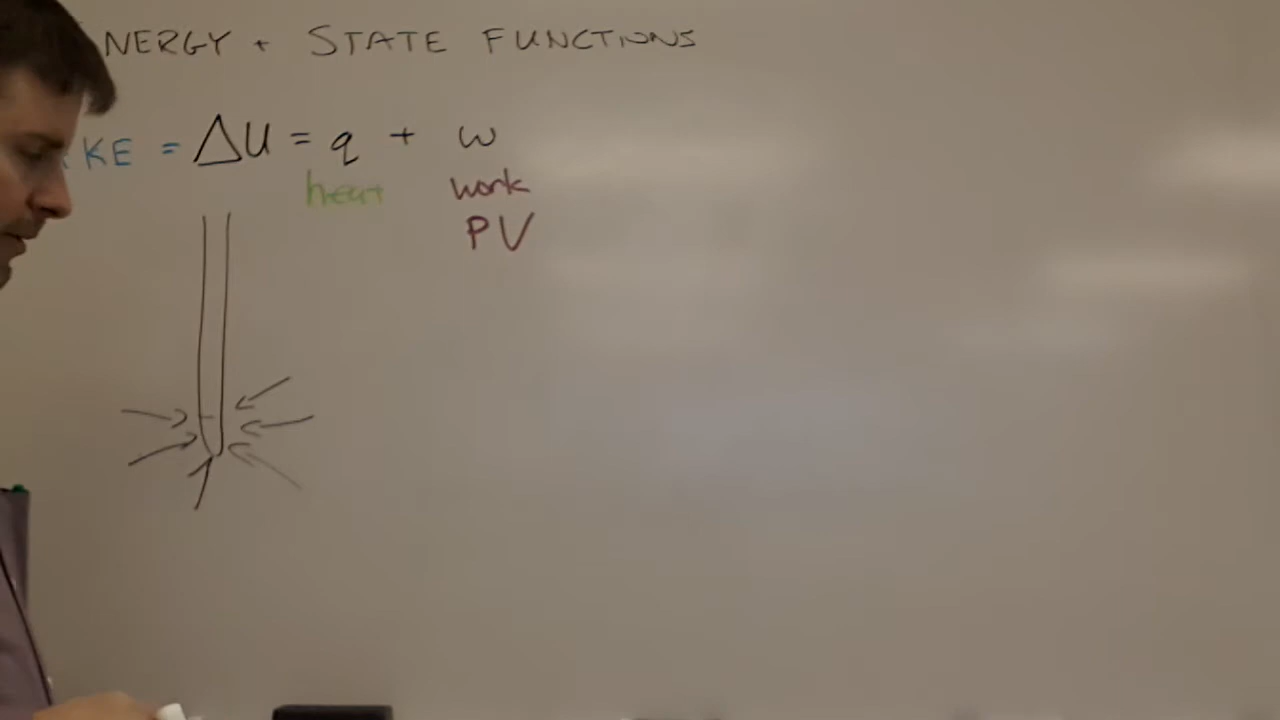 NERGY + STATE FUNCTIONS
KE = ΔU = q + w
heat work
PV